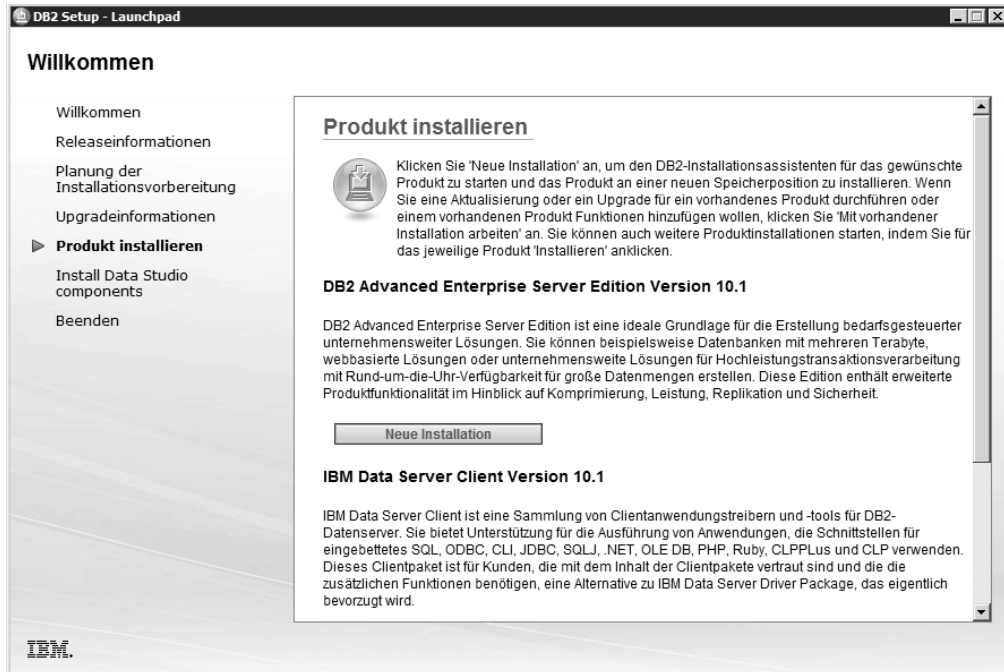 DB2 Setup - Launchpad
Willkommen
Willkommen
Releaseinformationen
Planung der
Installationsvorbereitung
Upgradeinformationen
Produkt installieren
Install Data Studio
components
Beenden
Produkt installieren
Klicken Sie 'Neue Installation' an, um den DB2-Installationsassistenten für das gewünschte
Produkt zu starten und das Produkt an einer neuen Speicherposition zu installieren. Wenn
Sie eine Aktualisierung oder ein Upgrade für ein vorhandenes Produkt durchführen oder
einem vorhandenen Produkt Funktionen hinzufügen wollen, klicken Sie 'Mit vorhandener
Installation arbeiten' an. Sie können auch weitere Produktinstallationen starten, indem Sie für
das jeweilige Produkt 'Installieren' anklicken.
DB2 Advanced Enterprise Server Edition Version 10.1
DB2 Advanced Enterprise Server Edition ist eine ideale Grundlage für die Erstellung bedarfsgesteuerter
unternehmensweiter Lösungen. Sie können beispielsweise Datenbanken mit mehreren Terabyte,
webbasierte Lösungen oder unternehmensweite Lösungen für Hochleistungstransaktionsverarbeitung
mit Rund-um-die-Uhr-Verfügbarkeit für große Datenmengen erstellen. Diese Edition enthält erweiterte
Produktfunktionalität im Hinblick auf Komprimierung, Leistung, Replikation und Sicherheit.
Neue Installation
IBM Data Server Client Version 10.1
IBM Data Server Client ist eine Sammlung von Clientanwendungstreibern und -tools für DB2-
Datenserver. Sie bietet Unterstützung für die Ausführung von Anwendungen, die Schnittstellen für
eingebettetes SQL, ODBC, CLI, JDBC, SQLJ, .NET, OLE DB, PHP, Ruby, CLPPLus und CLP verwenden.
Dieses Clientpaket ist für Kunden, die mit dem Inhalt der Clientpakete vertraut sind und die die
zusätzlichen Funktionen benötigen, eine Alternative zu IBM Data Server Driver Package, das eigentlich
bevorzugt wird.
IBM.